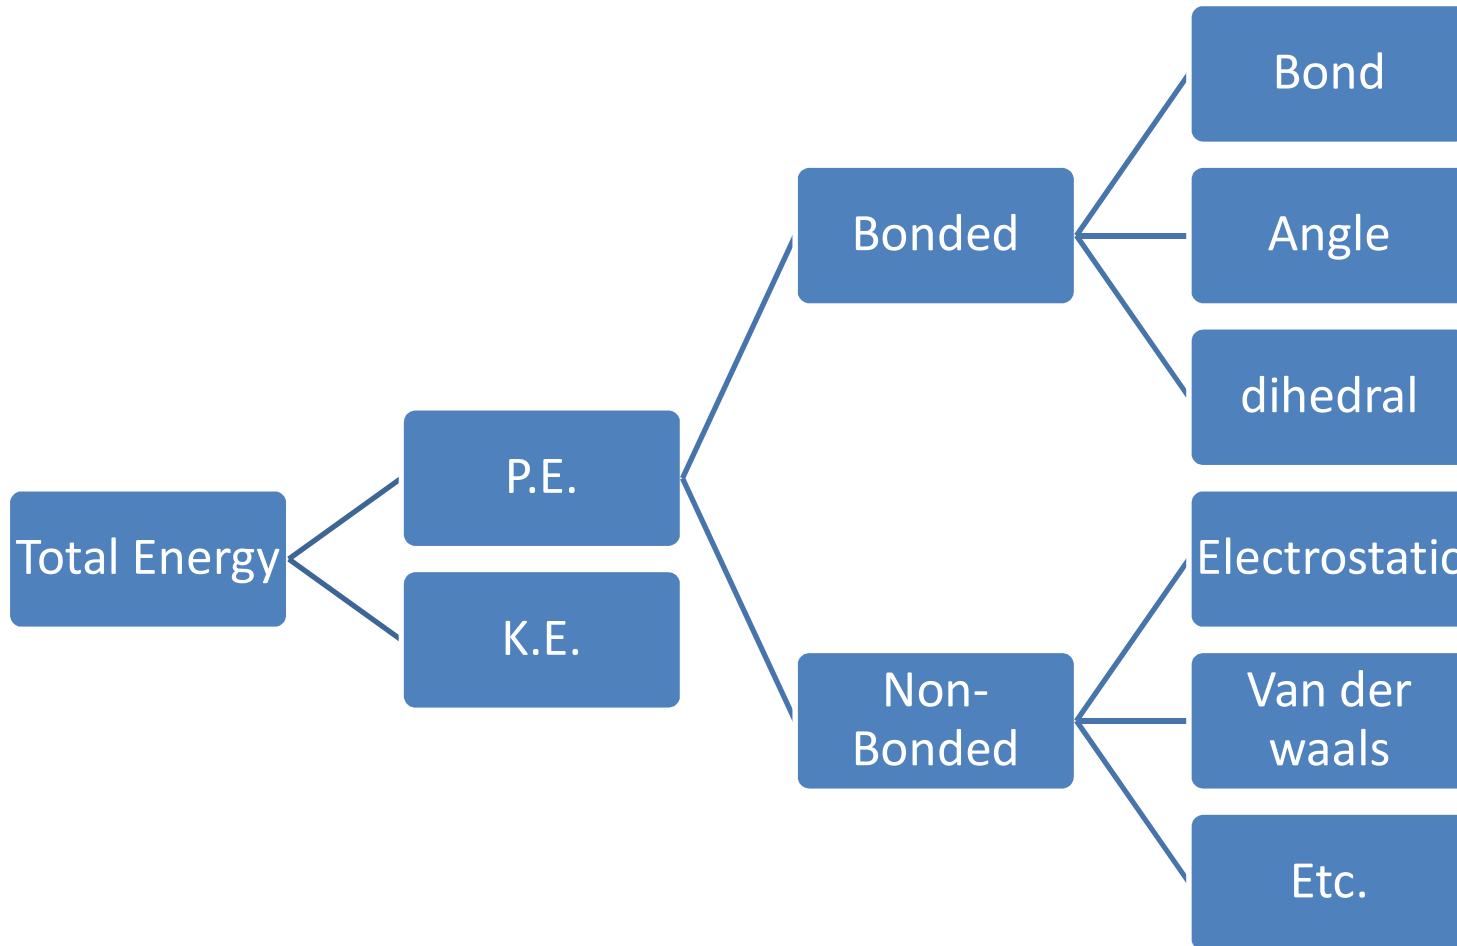 Total Energy
P.E.
K.E.
Bonded
Non-
Bonded
Bond
Angle
dihedral
Electrostatic
Van der
waals
Etc.